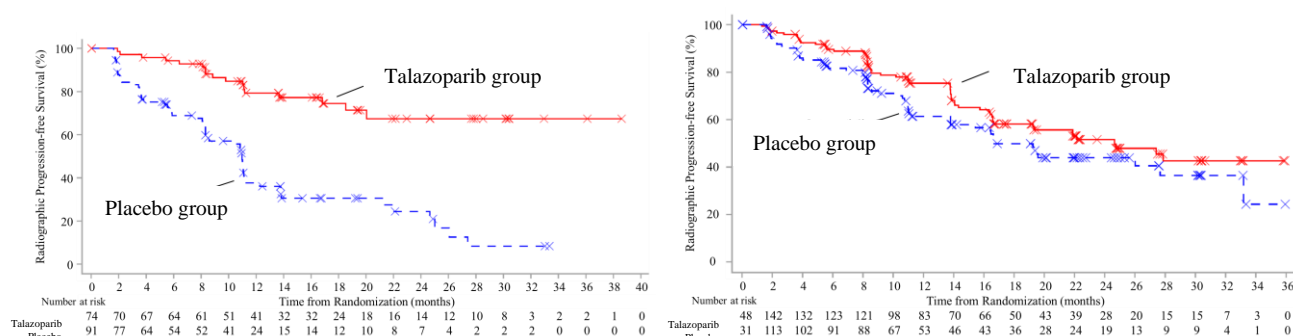 Radiographic Progression-free Survival (%)
100
80
60
40
20
0
Talazoparib group
Placebo group
0 2 4 6 8 10 12 14 16 18 20 22 24 26 28 30 32 34 36 38 40
Number at risk
Time from Randomization (months)
Talazoparib 74 70 67 64 61 51 41 32 32 24 18 16 14 12 10 8 3 2 2 1 0
91 77 64 54 52 41 24 15 14 12 10 8 7 4 2 2 2 0 0 0 0
Radiographic Progression-free Survival (%)
100
80
60
40
20
0
Talazoparib group
Placebo group
0 2 4 6 8 10 12 14 16 18 20 22 24 26 28 30 32 34 36
Number at risk
Time from Randomization (months)
Talazoparib 48 142 132 123 121 98 83 70 66 50 43 39 28 20 15 15 7 3 0
31 113 102 91 88 67 53 46 43 36 28 24 19 13 9 9 4 1 0